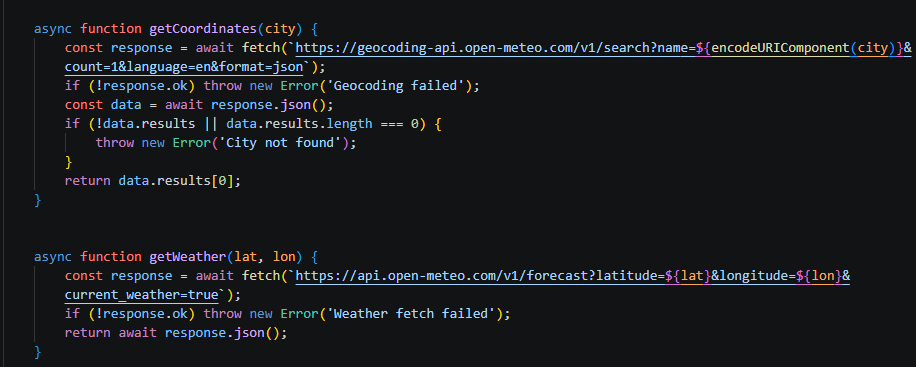 async function getCoordinates(city) {
    const response = await fetch(`https://geocoding-api.open-meteo.com/v1/search?name=${encodeURIComponent(city)}&
    count=1&language=en&format=json`);
    if (!response.ok) throw new Error('Geocoding failed');
    const data = await response.json();
    if (!data.results || data.results.length === 0) {
        throw new Error('City not found');
    }
    return data.results[0];
}
async function getWeather(lat, lon) {
    const response = await fetch(`https://api.open-meteo.com/v1/forecast?latitude=${lat}&longitude=${lon}&
    current_weather=true`);
    if (!response.ok) throw new Error('Weather fetch failed');
    return await response.json();
}